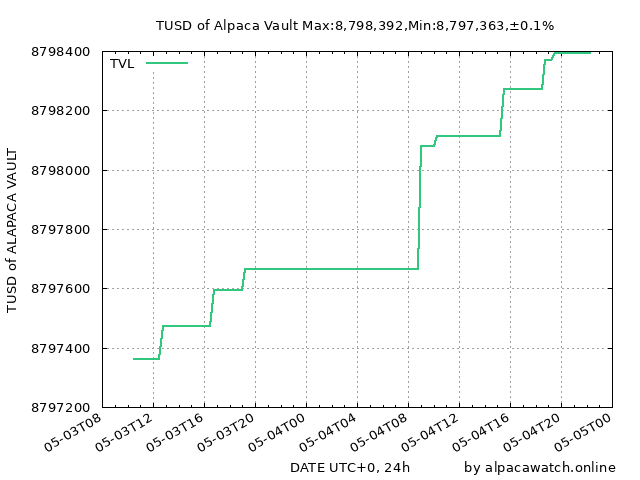 TUSD of Alpaca Vault Max:8,798,392,Min:8,797,363,±0.1%
TVL
8798400
8798200
8798000
8797800
8797600
8797400
8797200
TUSD of ALAPACA VAULT
05-03T08
05-03T12
05-03T16
05-03T20
05-04T00
05-04T04
05-04T08
05-04T12
05-04T16
05-04T20
05-05T00
DATE UTC+0, 24h
by alpacawatch.online